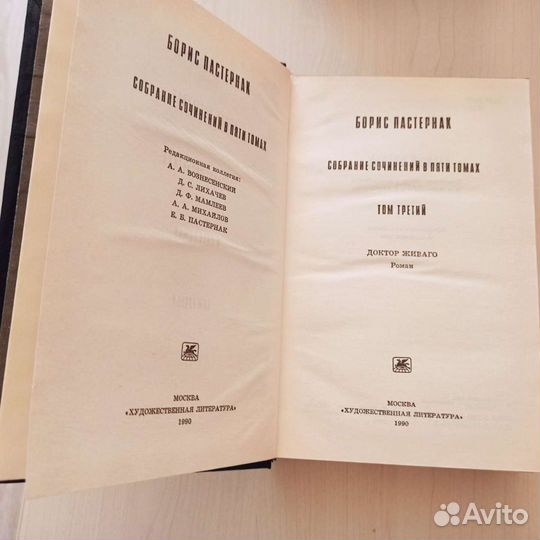 БОРИС ПАСТЕРНАК
СОБРАНИЕ СОЧИНЕНИЙ В ПЯТИ ТОМАХ
Редакционная коллегия:
А. А. ВОЗНЕСЕНСКИЙ
Д. С. ЛИХАЧЕВ
Д. Ф. МАМЛЕЕВ
А. А. МИХАЙЛОВ
Е. Б. ПАСТЕРНАК
МОСКВА
«ХУДОЖЕСТВЕННАЯ ЛИТЕРАТУРА»
1990
БОРИС ПАСТЕРНАК
СОБРАНИЕ СОЧИНЕНИЙ В ПЯТИ ТОМАХ
ТОМ ТРЕТИЙ
ДОКТОР ЖИВАГО
Роман
МОСКВА
«ХУДОЖЕСТВЕННАЯ ЛИТЕРАТУРА»
1990
Avito